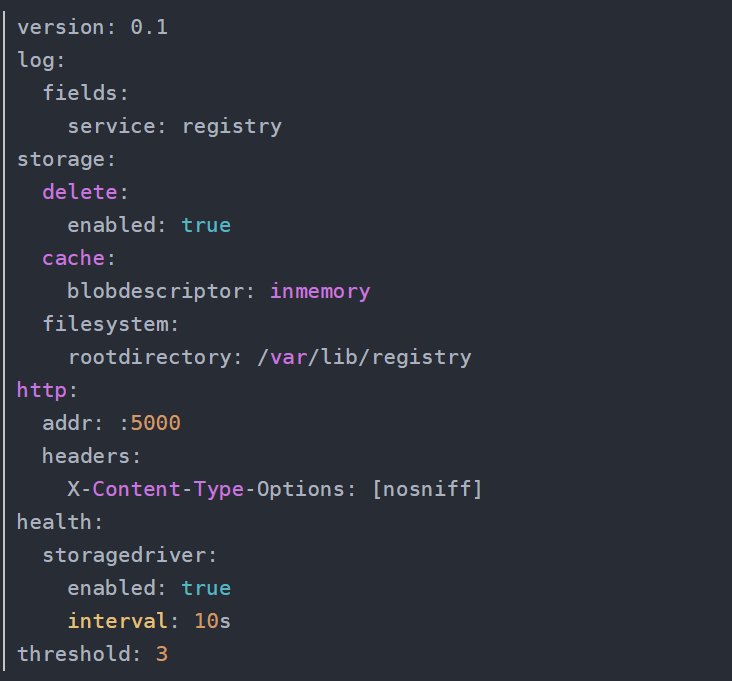 version: 0.1
log:
  fields:
    service: registry
storage:
  delete:
    enabled: true
  cache:
    blobdescriptor: inmemory
  filesystem:
    rootdirectory: /var/lib/registry
http:
  addr: :5000
  headers:
    X-Content-Type-Options: [nosniff]
health:
  storagedriver:
    enabled: true
    interval: 10s
threshold: 3